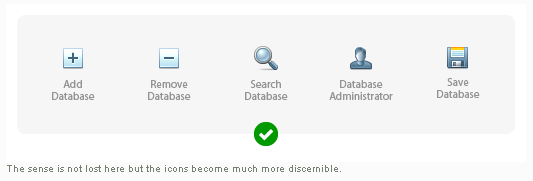 Add Database
Remove Database
Search Database
Database Administrator
Save Database
The sense is not lost here but the icons become much more discernible.